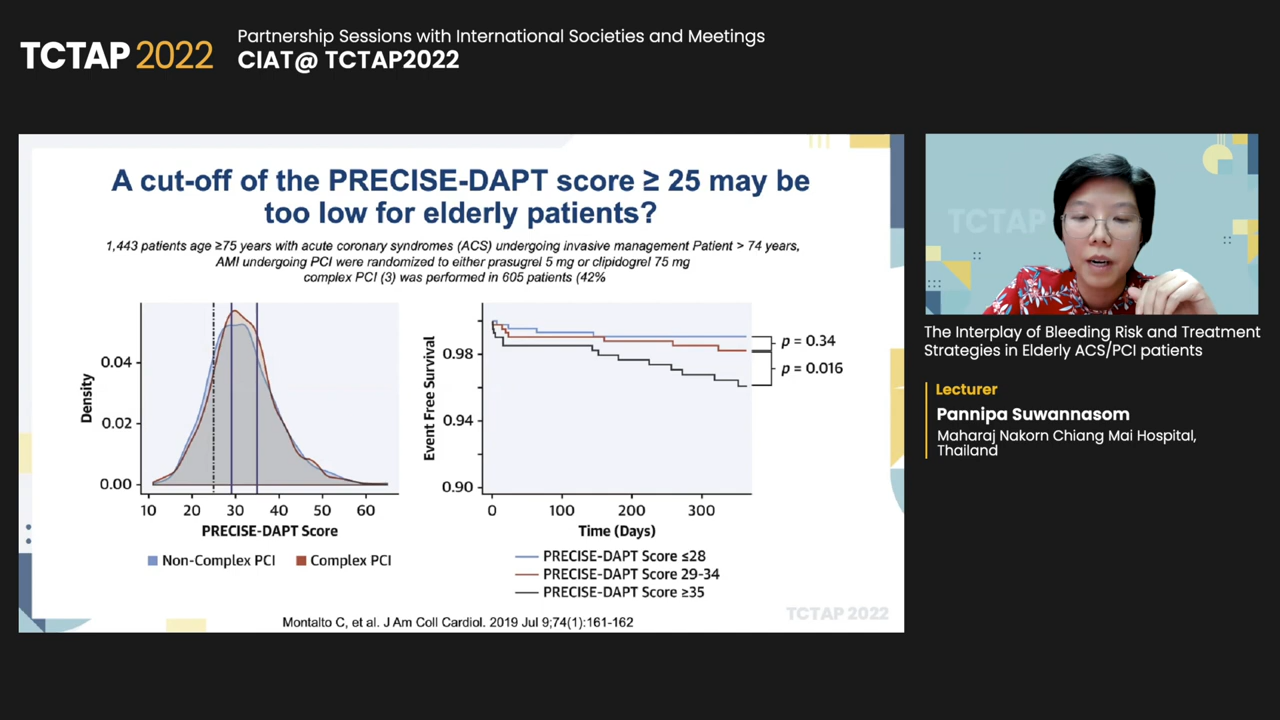 TCTAP 2022
Partnership Sessions with International Societies and Meetings
CIAT@ TCTAP2022
A cut-off of the PRECISE-DAPT score ≥ 25 may be
too low for elderly patients?
1,443 patients age ≥75 years with acute coronary syndromes (ACS) undergoing invasive management Patient > 74 years,
AMI undergoing PCI were randomized to either prasugrel 5 mg or clipidogrel 75 mg
complex PCI (3) was performed in 605 patients (42%
Density
0.04
0.02
0.00
10 20 30 40 50 60
PRECISE-DAPT Score
Non-Complex PCI Complex PCI
Event Free Survival
0.98
0.94
0.90
0 100 200 300
Time (Days)
p = 0.34
p = 0.016
PRECISE-DAPT Score ≤28
PRECISE-DAPT Score 29-34
PRECISE-DAPT Score ≥35
TCTAP 2022
Montalto C, et al. J Am Coll Cardiol. 2019 Jul 9;74(1):161-162
TCTAP
The Interplay of Bleeding Risk and Treatment
Strategies in Elderly ACS/PCI patients
Lecturer
Pannipa Suwannasom
Maharaj Nakorn Chiang Mai Hospital,
Thailand